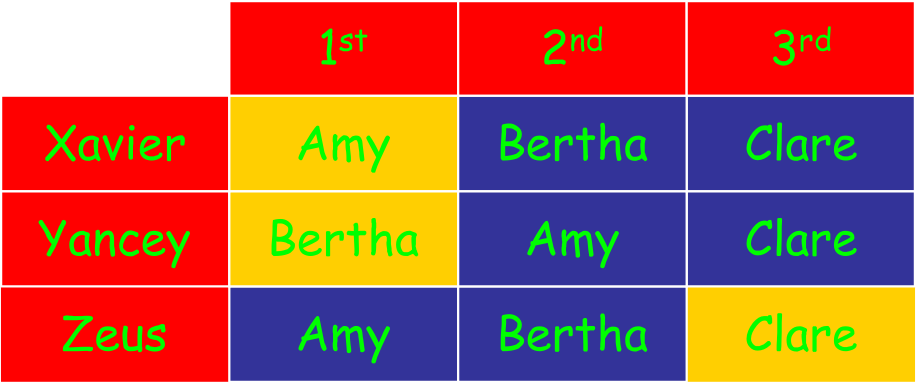 1st 2nd 3rd
Xavier Amy Bertha Clare
Yancey Bertha Amy Clare
Zeus Amy Bertha Clare